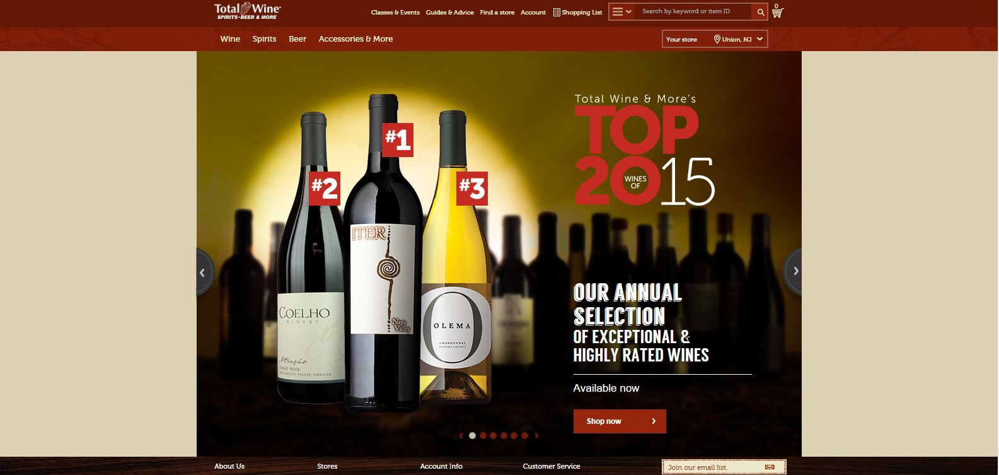 Total Wine
SPIRITS·BEER & MORE
Classes & Events
Guides & Advice
Find a store
Account
Shopping List
Search by keyword or item ID
0
Wine
Spirits
Beer
Accessories & More
Your store
Union, NJ
Total Wine & More's
TOP
2015
WINES
OF
#1
#2
#3
ITER
Napa
Valley
COELHO
WINERY
Atração
PINOT NOIR
WILLAMETTE VALLEY, OREGON
O
OLEMA
CHARDONNAY
SONOMA COUNTY
OUR ANNUAL
SELECTION
OF EXCEPTIONAL &
HIGHLY RATED WINES
Available now
Shop now
About Us
Stores
Account Info
Customer Service
Join our email list.